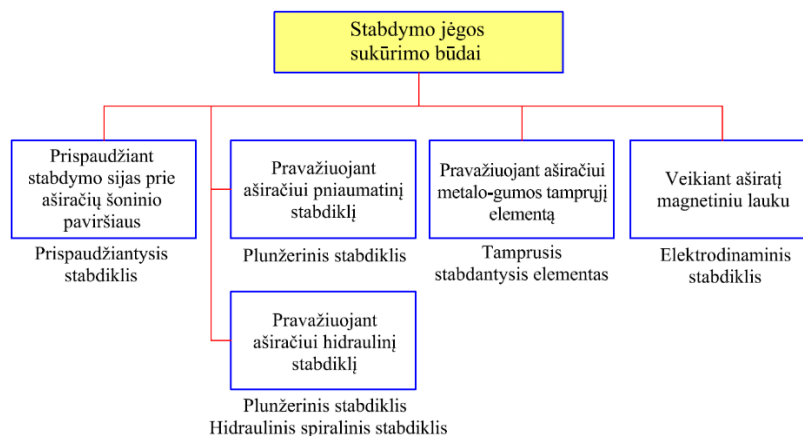 Stabdymo jėgos
sukūrimo būdai
Prispaudžiant
stabdymo sijas prie
aširačių šoninio
paviršiaus
Prispaudžiantysis
stabdiklis
Pravažiuojant
aširačiui pniaumatinį
stabdiklį
Plunžerinis stabdiklis
Pravažiuojant
aširačiui hidraulinį
stabdiklį
Plunžerinis stabdiklis
Hidraulinis spiralinis stabdiklis
Pravažiuojant aširačiui
metalo-gumos tamprųjį
elementą
Tamprusis
stabdantysis elementas
Veikiant aširatį
magnetiniu lauku
Elektrodinaminis
stabdiklis